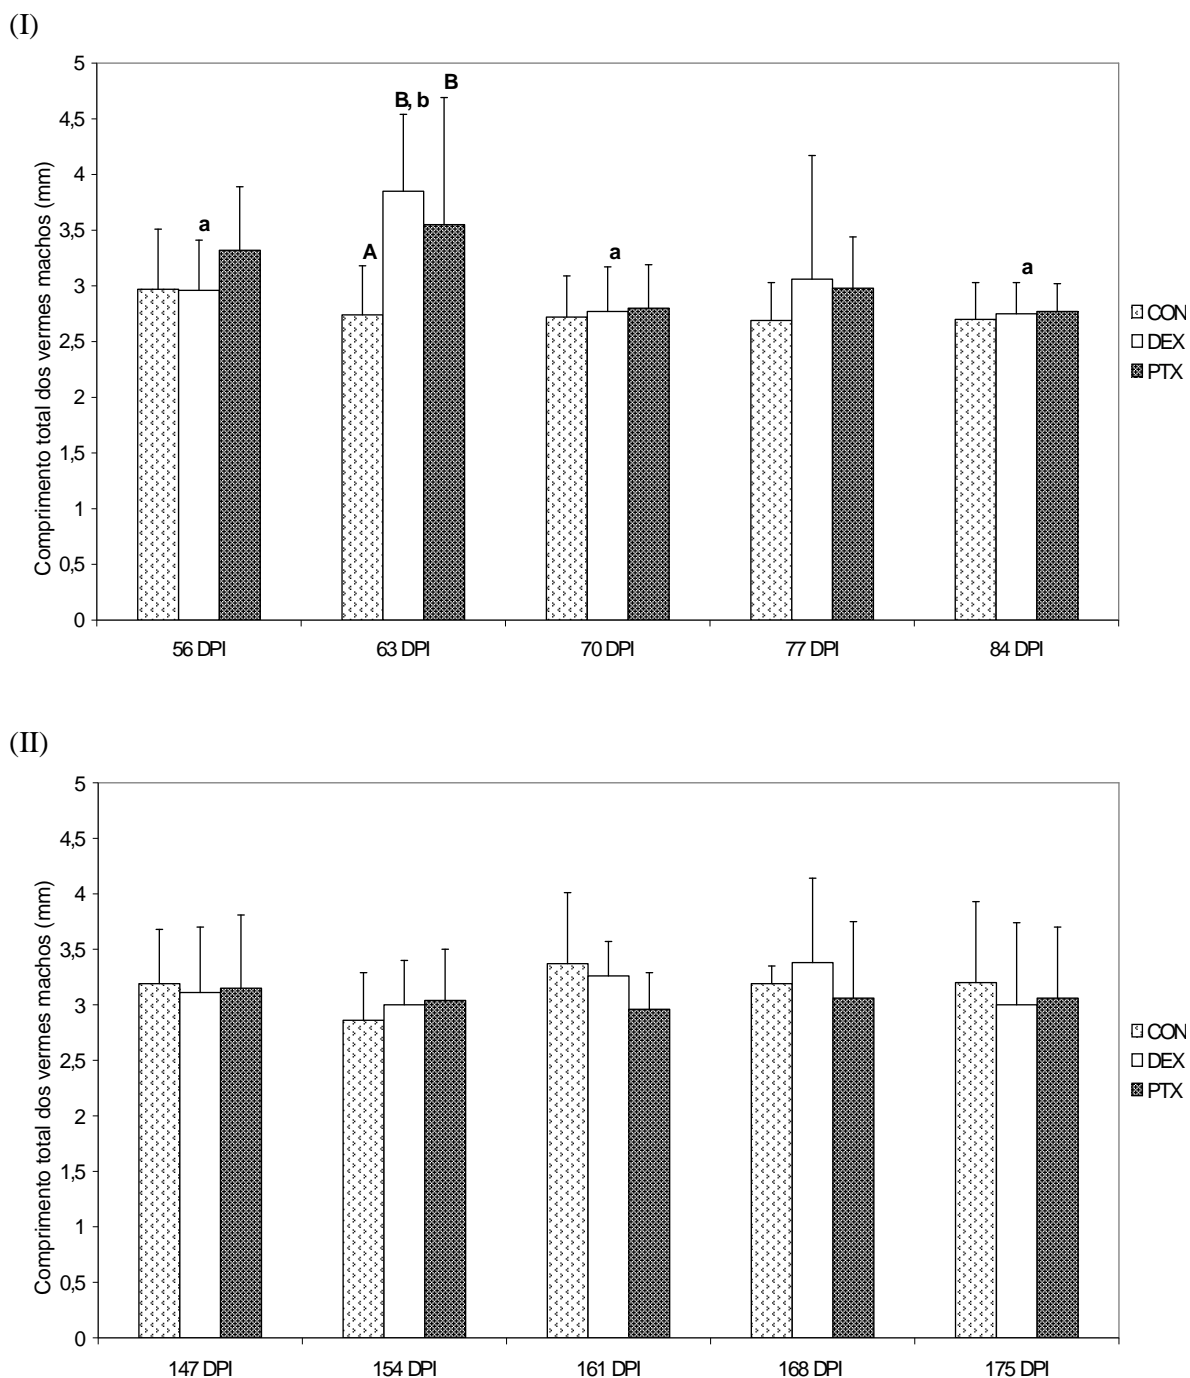 (I)
Comprimento total dos vermes machos (mm)
5
4,5
4
3,5
3
2,5
2
1,5
1
0,5
0
a
A
B, b
B
a
a
56 DPI
63 DPI
70 DPI
77 DPI
84 DPI
CON
DEX
PTX
(II)
Comprimento total dos vermes machos (mm)
5
4,5
4
3,5
3
2,5
2
1,5
1
0,5
0
147 DPI
154 DPI
161 DPI
168 DPI
175 DPI
CON
DEX
PTX